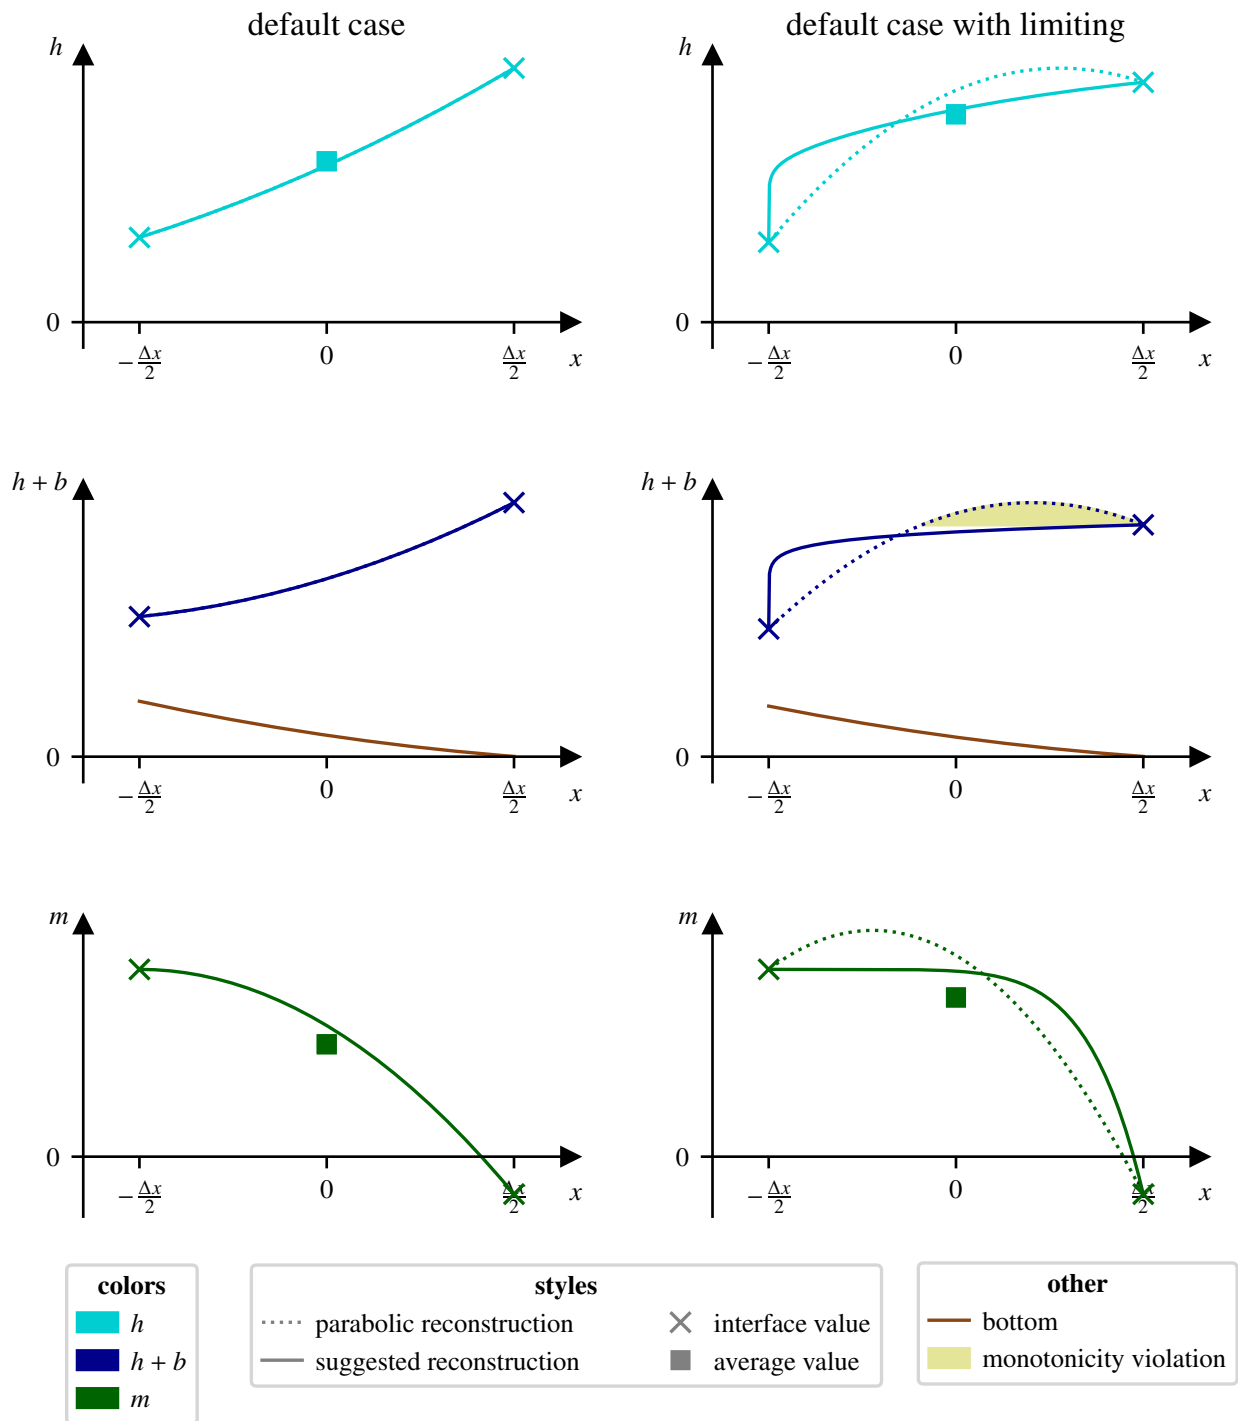 default case
default case with limiting
h
h
0
0
−Δx/2
0
Δx/2
x
−Δx/2
0
Δx/2
x
h + b
h + b
0
0
−Δx/2
0
Δx/2
x
−Δx/2
0
Δx/2
x
m
m
0
0
−Δx/2
0
Δx/2
x
−Δx/2
0
Δx/2
x
colors
h
h + b
m
styles
parabolic reconstruction
interface value
suggested reconstruction
average value
other
bottom
monotonicity violation